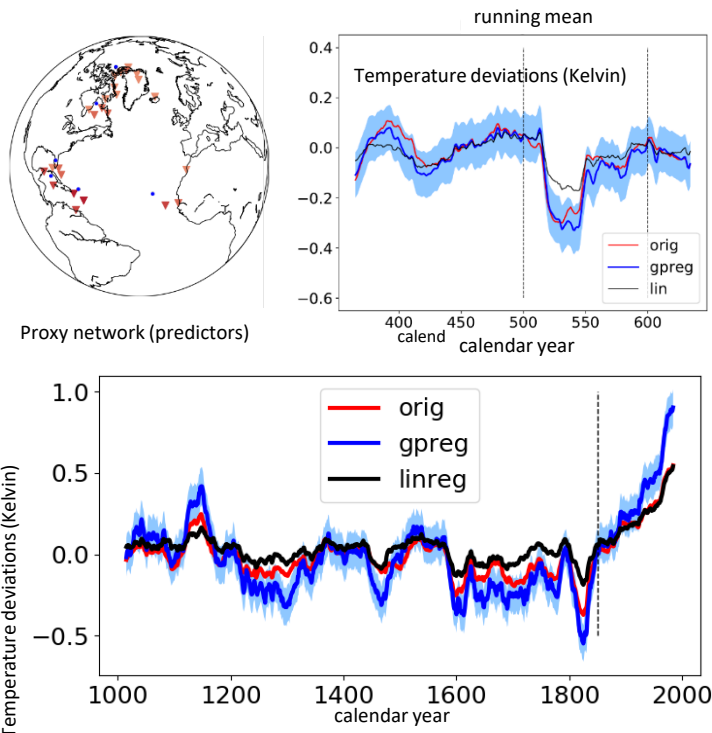 running mean
Temperature deviations (Kelvin)
0.4
0.2
0.0
−0.2
−0.4
−0.6
orig
gpreg
lin
400
450
500
550
600
calend
calendar year
Proxy network (predictors)
Temperature deviations (Kelvin)
1.0
0.5
0.0
−0.5
orig
gpreg
linreg
1000
1200
1400
1600
1800
2000
calendar year